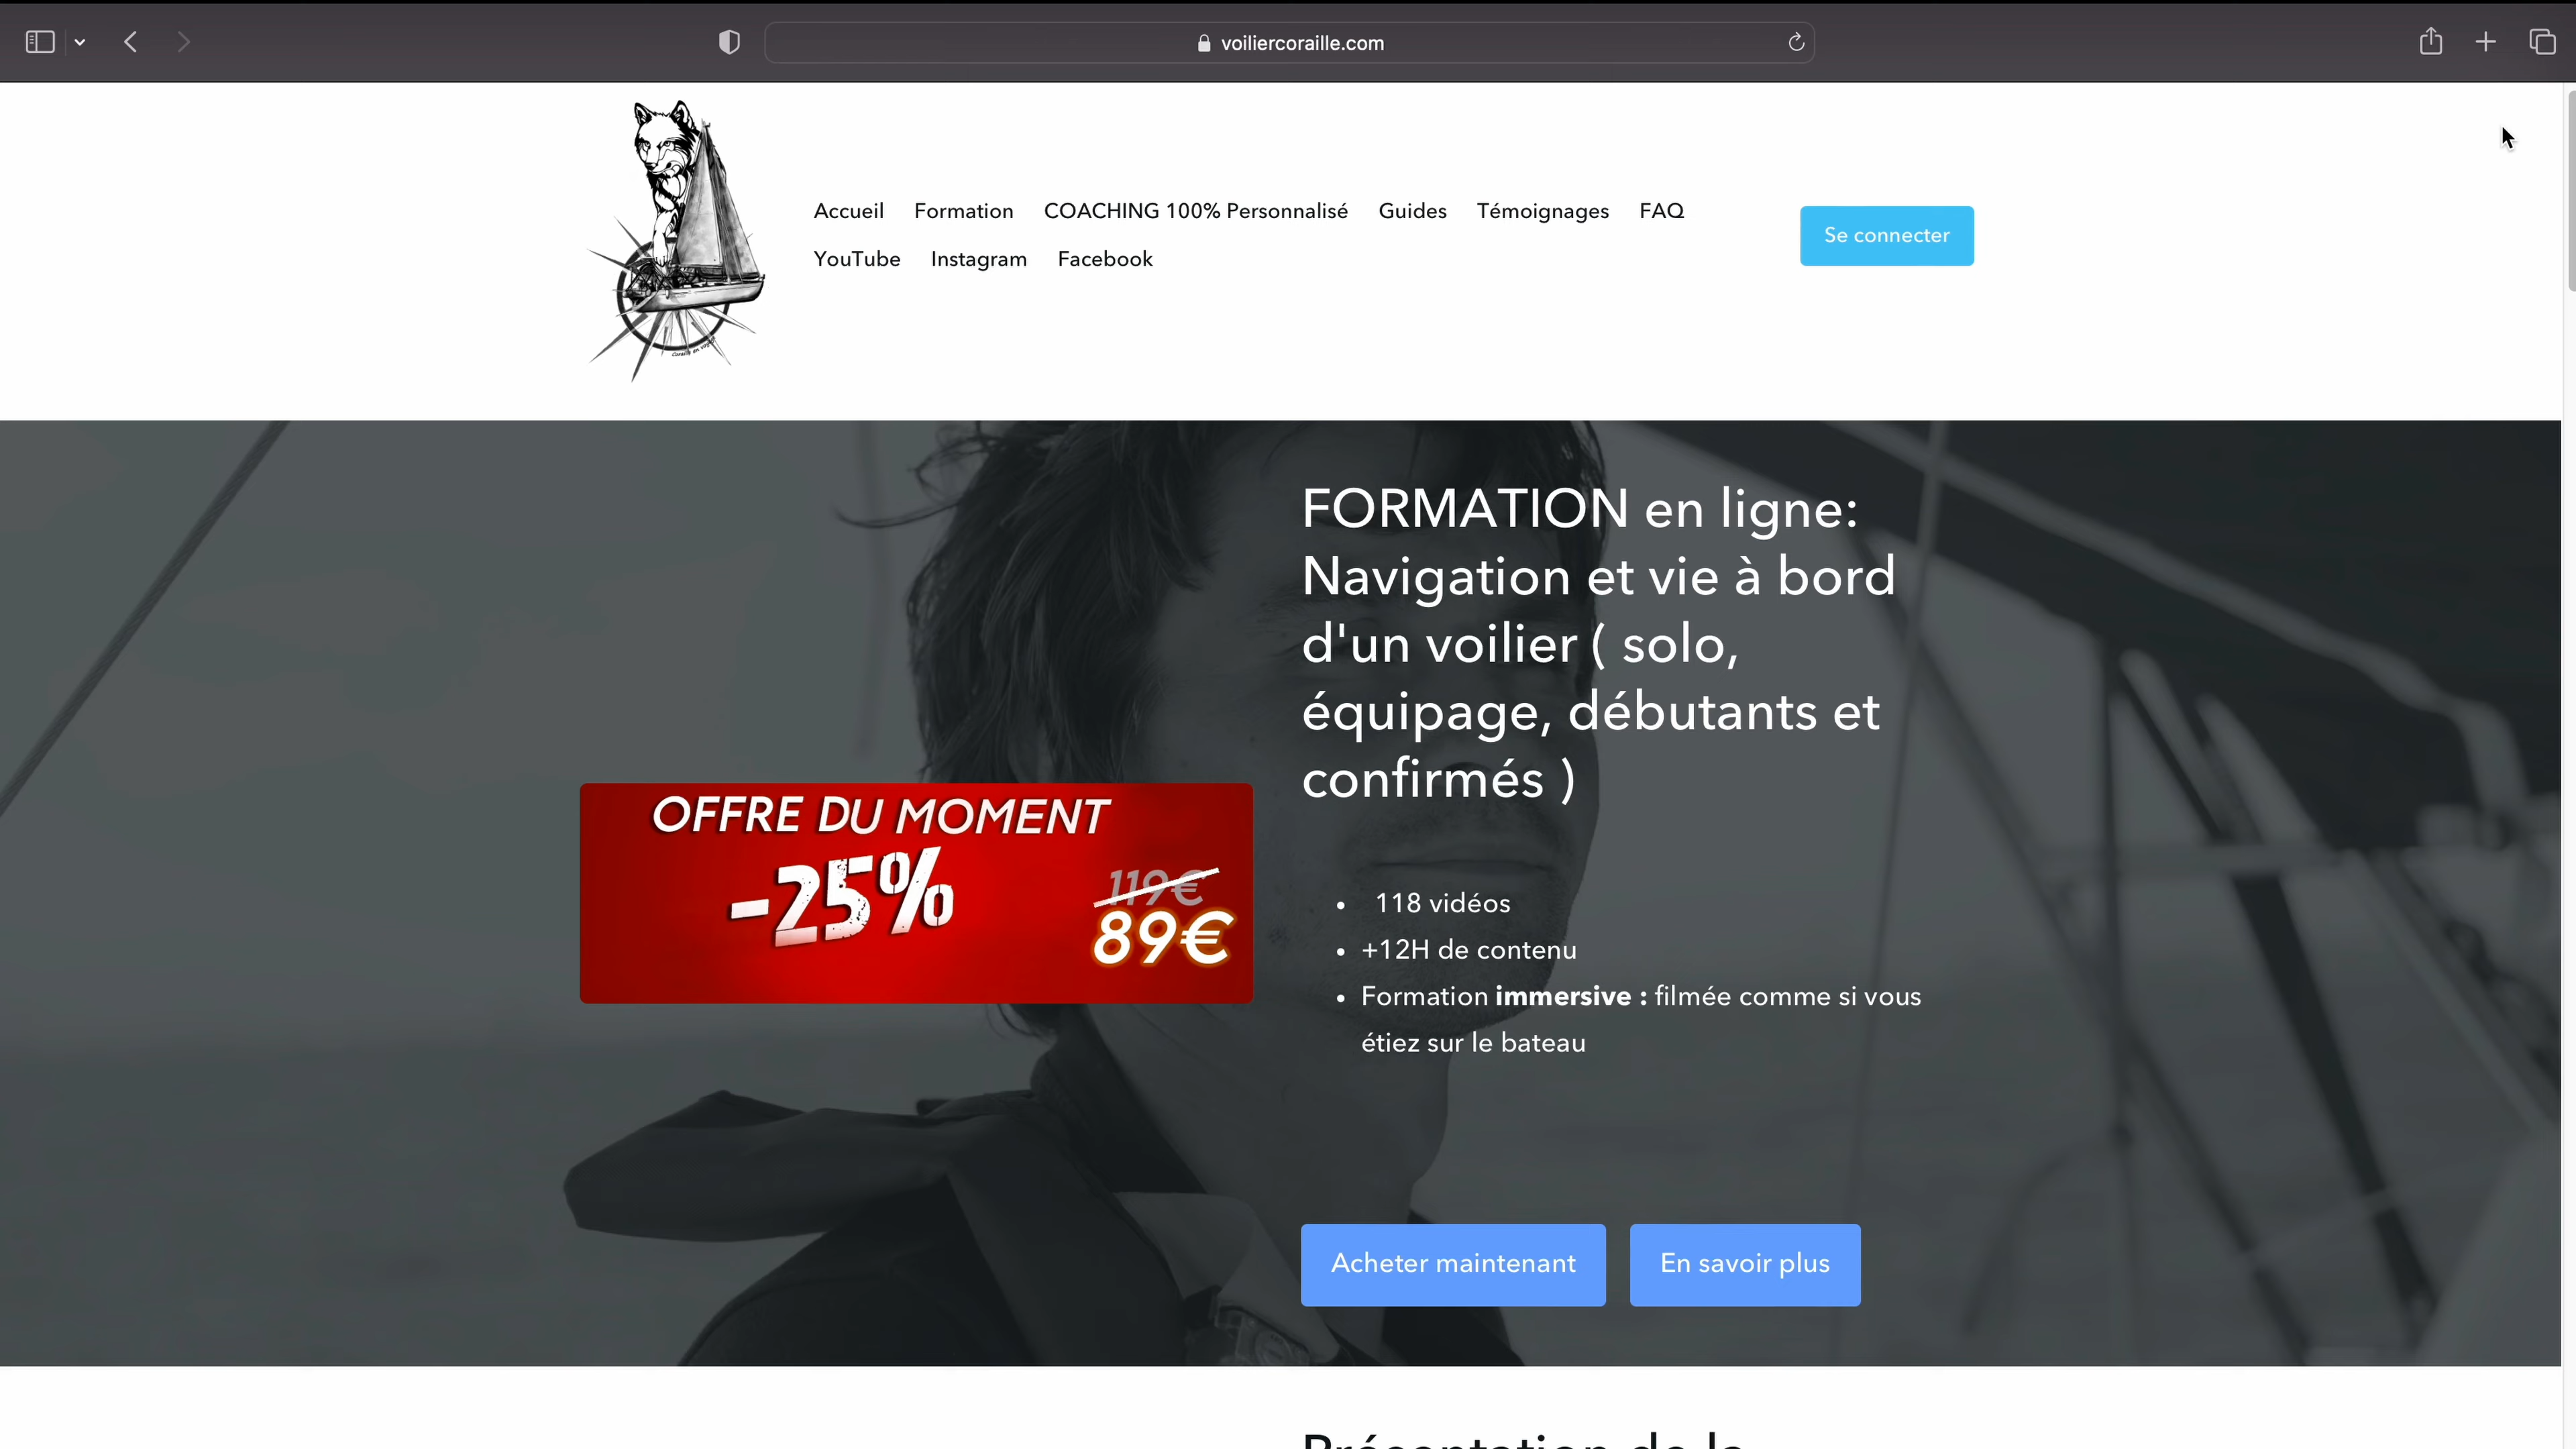 voiliercoraille.com
Accueil Formation COACHING 100% Personnalisé Guides Témoignages FAQ
YouTube Instagram Facebook
Se connecter
FORMATION en ligne:
Navigation et vie à bord
d'un voilier ( solo,
équipage, débutants et
confirmés )
OFFRE DU MOMENT
-25%
119€
89€
118 vidéos
+12H de contenu
Formation immersive : filmée comme si vous
étiez sur le bateau
Acheter maintenant En savoir plus
Présentation de la